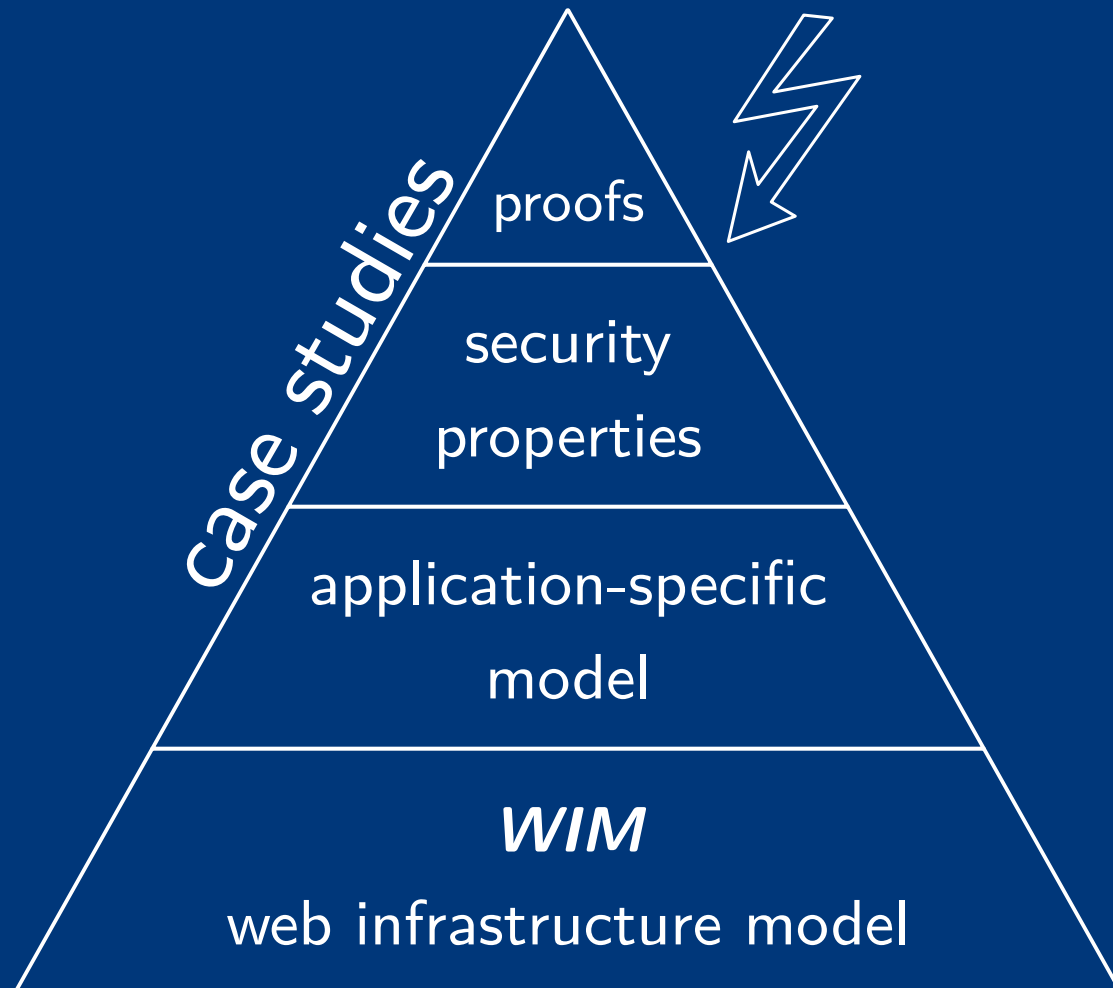 case studies
proofs
security
properties
application-specific
model
WIM
web infrastructure model